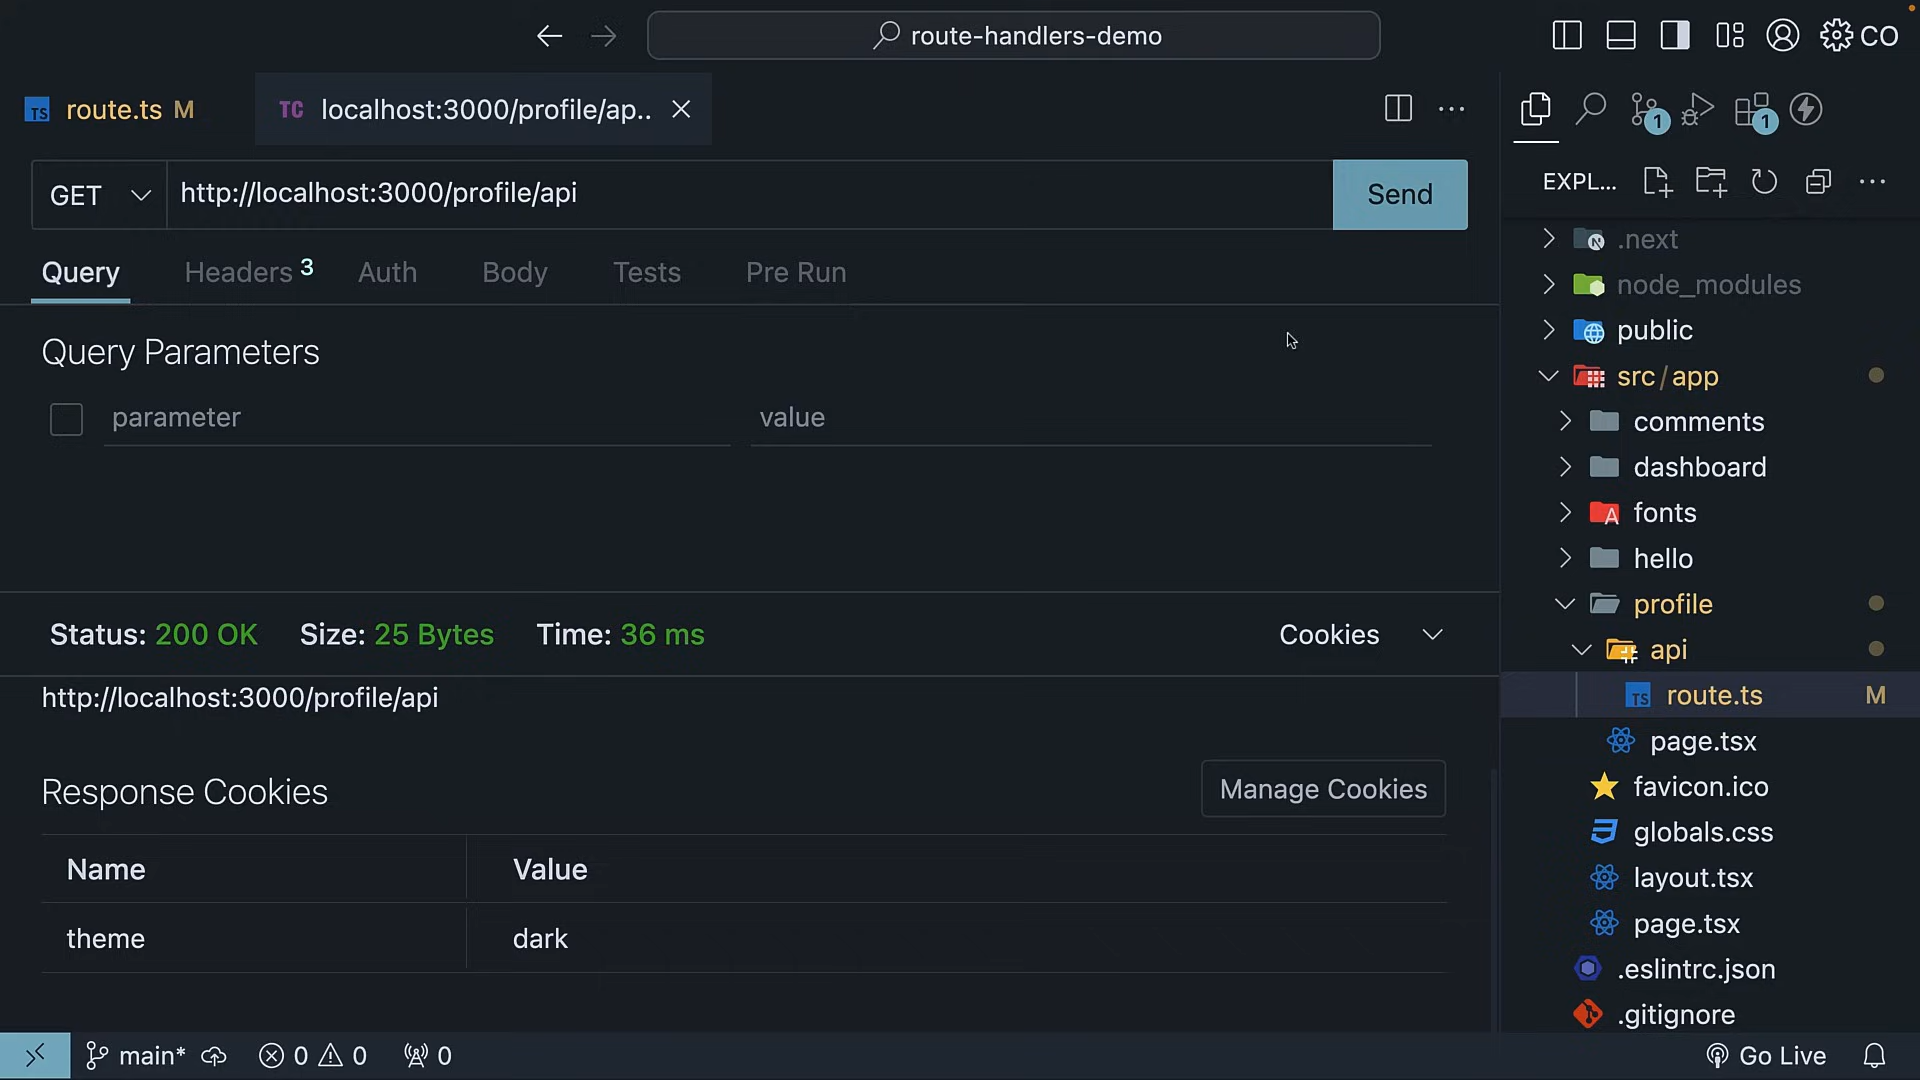 route-handlers-demo
CO
TS route.ts M
TC localhost:3000/profile/ap..
GET http://localhost:3000/profile/api Send
Query Headers 3 Auth Body Tests Pre Run
Query Parameters
parameter value
Status: 200 OK Size: 25 Bytes Time: 36 ms Cookies
http://localhost:3000/profile/api
Response Cookies Manage Cookies
Name Value
theme dark
1
1
EXPL...
.next
node_modules
public
src/app
comments
dashboard
fonts
hello
profile
api
TS route.ts M
page.tsx
favicon.ico
globals.css
layout.tsx
page.tsx
.eslintrc.json
.gitignore
main* 0 0 0 Go Live